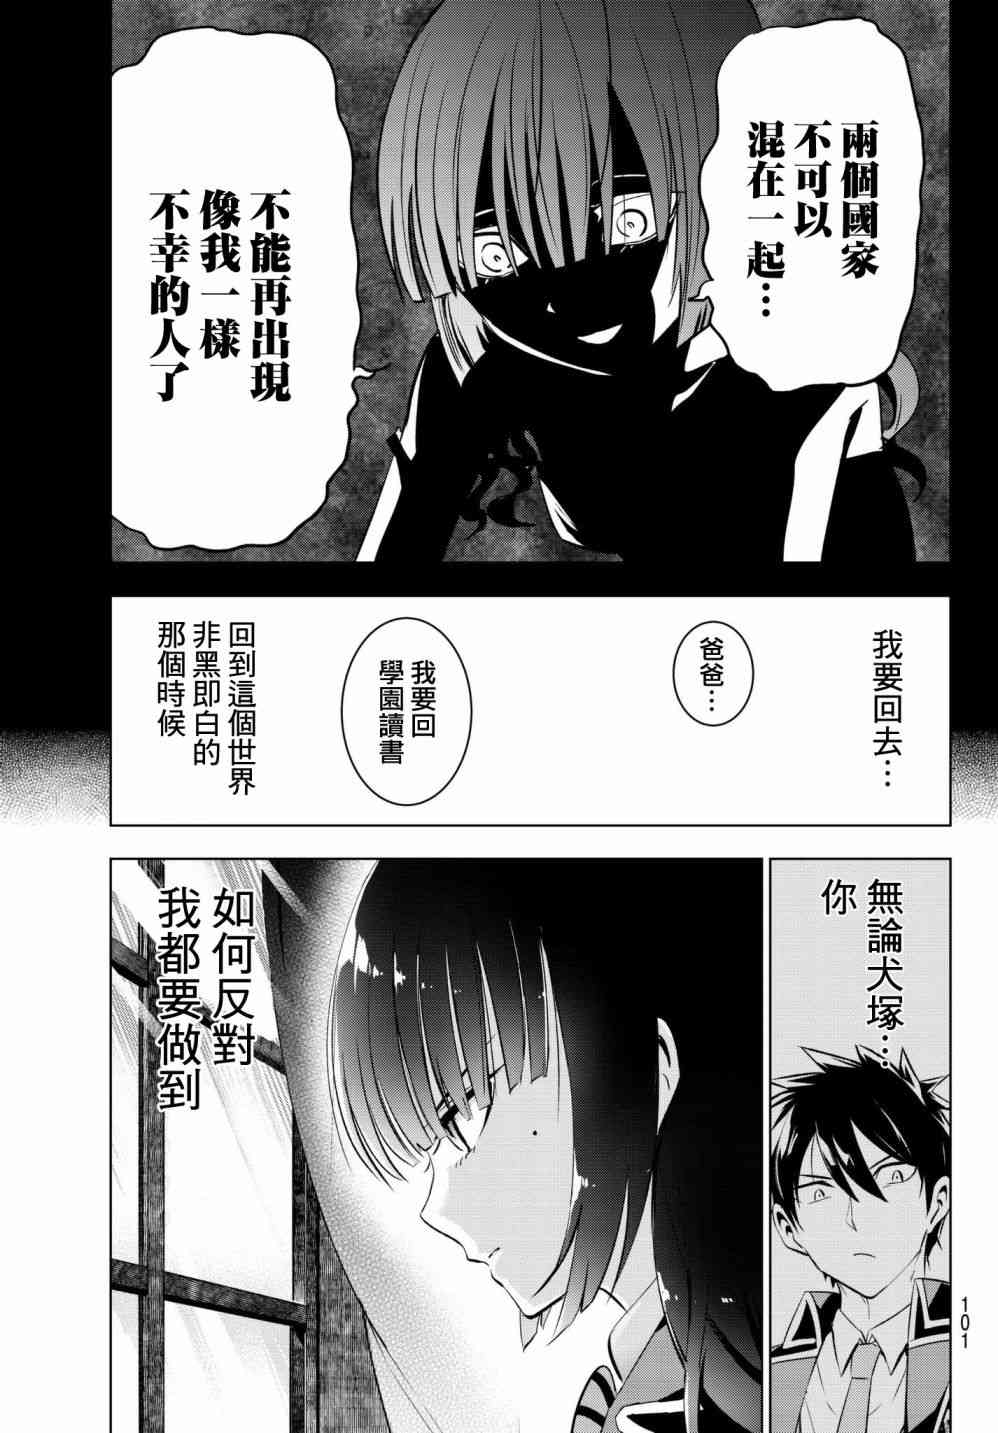 兩個國家
不可以
混在一起…
不能再出現
像我一樣
不幸的人了
我要回去…
爸爸…
我要回
學園讀書
回到這個世界
非黑即白的
那個時候
無論犬塚…
你
如何反對
我都要做到
101